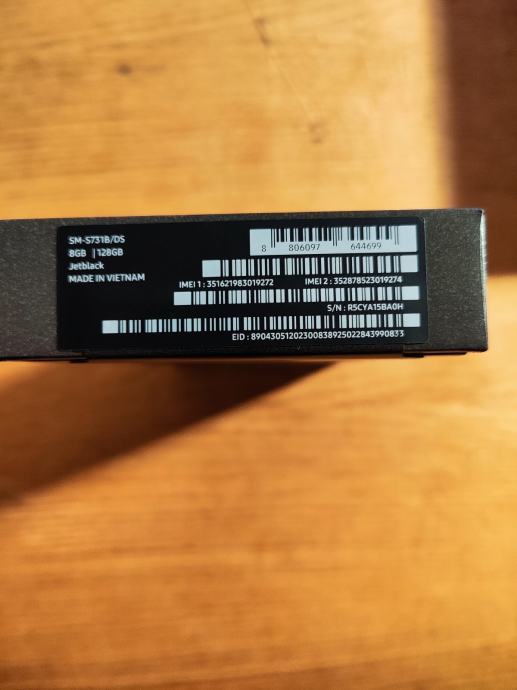 SM-S731B/DS
8GB | 128GB
Jetblack
MADE IN VIETNAM
8 806097 644699
IMEI 1 : 351621983019272 IMEI 2 : 352878523019274
S/N : R5CYA15BA0H
EID : 89043051202300838925022843990833